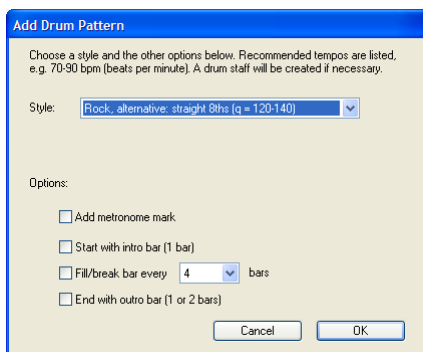 Add Drum Pattern
Choose a style and the other options below. Recommended tempos are listed,
e.g. 70-90 bpm (beats per minute). A drum staff will be created if necessary.
Style: Rock, alternative: straight 8ths (q = 120-140)
Options:
Add metronome mark
Start with intro bar (1 bar)
Fill/break bar every 4 bars
End with outro bar (1 or 2 bars)
Cancel OK